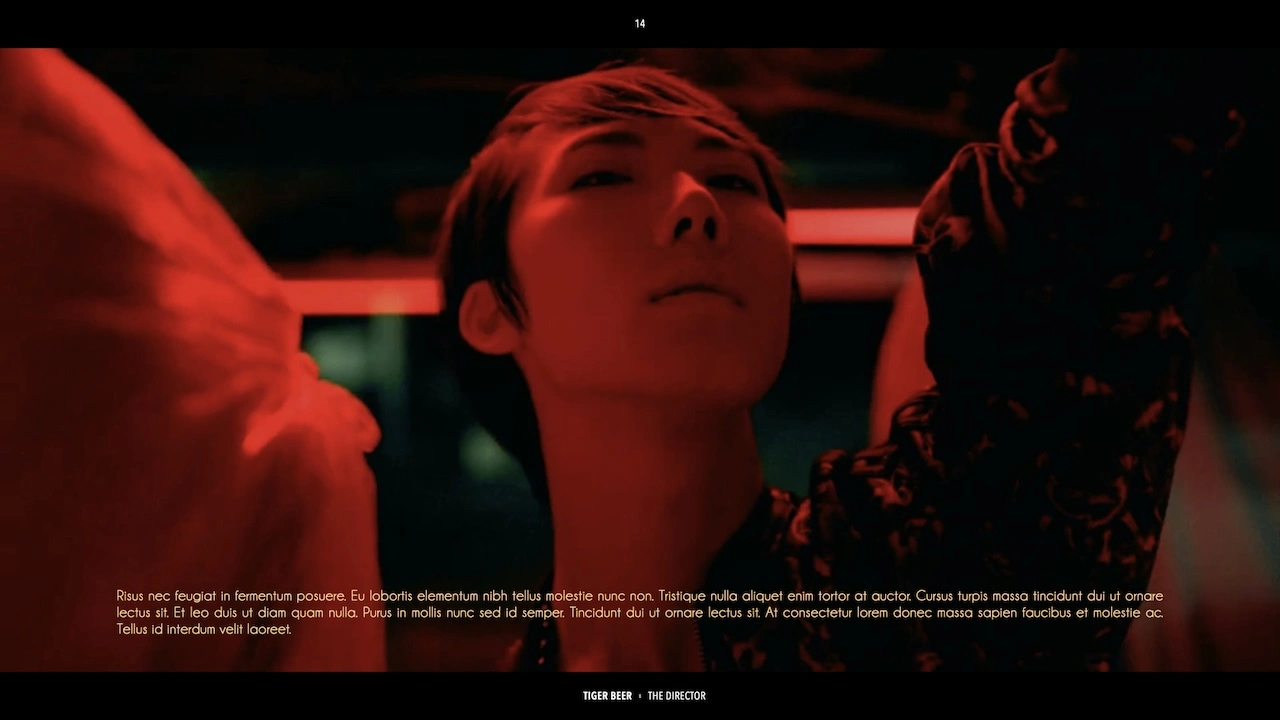 14
Risus nec feugiat in fermentum posuere. Eu lobortis elementum nibh tellus molestie nunc non. Tristique nulla aliquet enim tortor at auctor. Cursus turpis massa tincidunt dui ut ornare
lectus sit. Et leo duis ut diam quam nulla. Purus in mollis nunc sed id semper. Tincidunt dui ut ornare lectus sit. At consectetur lorem donec massa sapien faucibus et molestie ac.
Tellus id interdum velit laoreet.
TIGER BEER ı THE DIRECTOR